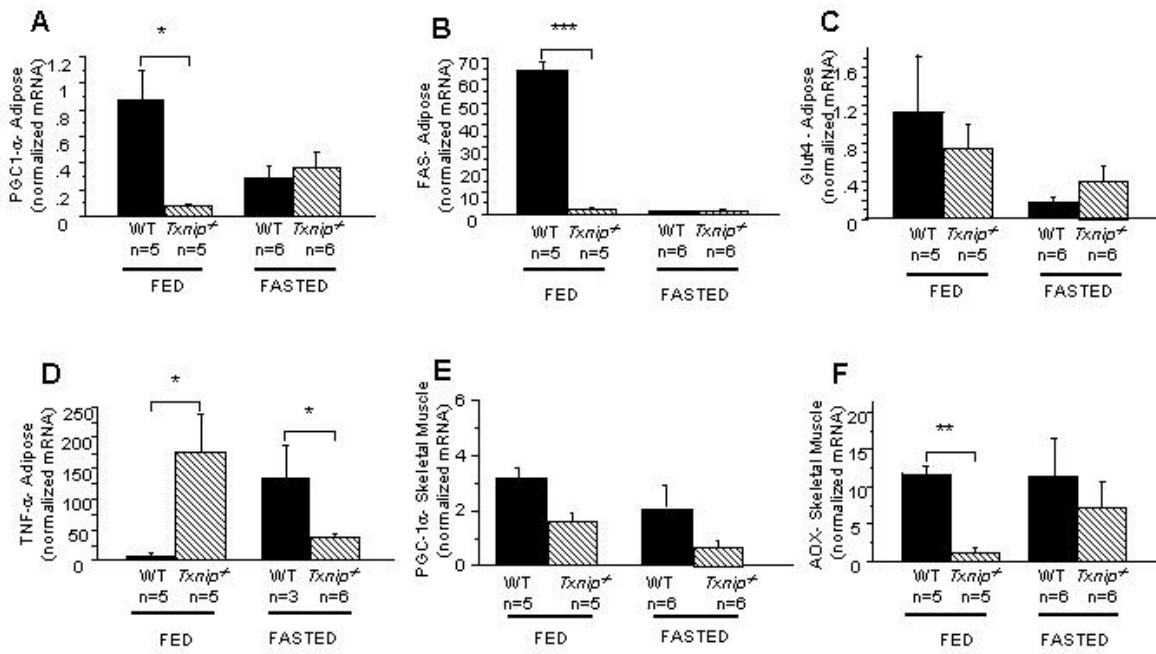 A
*
PGC1-α- Adipose
(normalized mRNA)
1.2
1
.8
.6
.4
.2
0
WT Txnip-/- WT Txnip-/-
n=5 n=5 n=6 n=6
FED FASTED
B
***
FAS- Adipose
(normalized mRNA)
70
60
50
40
30
20
10
0
WT Txnip-/- WT Txnip-/-
n=5 n=5 n=6 n=6
FED FASTED
C
Glut4 - Adipose
(normalized mRNA)
1.6
1.2
.8
.4
0
WT Txnip-/- WT Txnip-/-
n=5 n=5 n=6 n=6
FED FASTED
D
* *
TNF-α- Adipose
(normalized mRNA)
250
200
150
100
50
0
WT Txnip-/- WT Txnip-/-
n=5 n=5 n=3 n=6
FED FASTED
E
PGC-1α- Skeletal Muscle
(normalized mRNA)
6
4
2
0
WT Txnip-/- WT Txnip-/-
n=5 n=5 n=6 n=6
FED FASTED
F
**
AOX- Skeletal Muscle
(normalized mRNA)
20
15
10
5
0
WT Txnip-/- WT Txnip-/-
n=5 n=5 n=6 n=6
FED FASTED